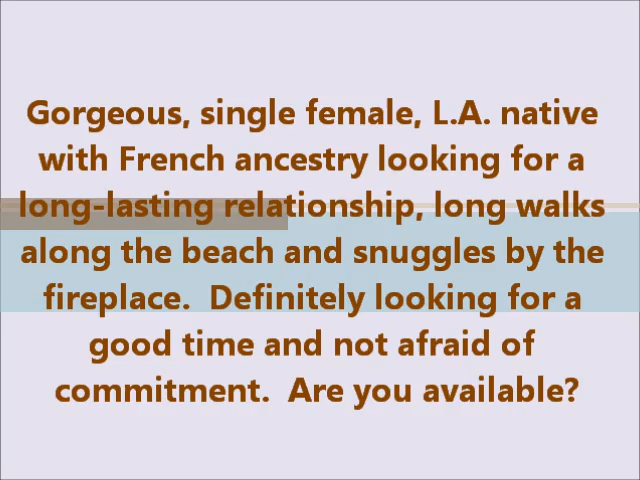 Gorgeous, single female, L.A. native
with French ancestry looking for a
long-lasting relationship, long walks
along the beach and snuggles by the
fireplace.  Definitely looking for a
good time and not afraid of
commitment.  Are you available?